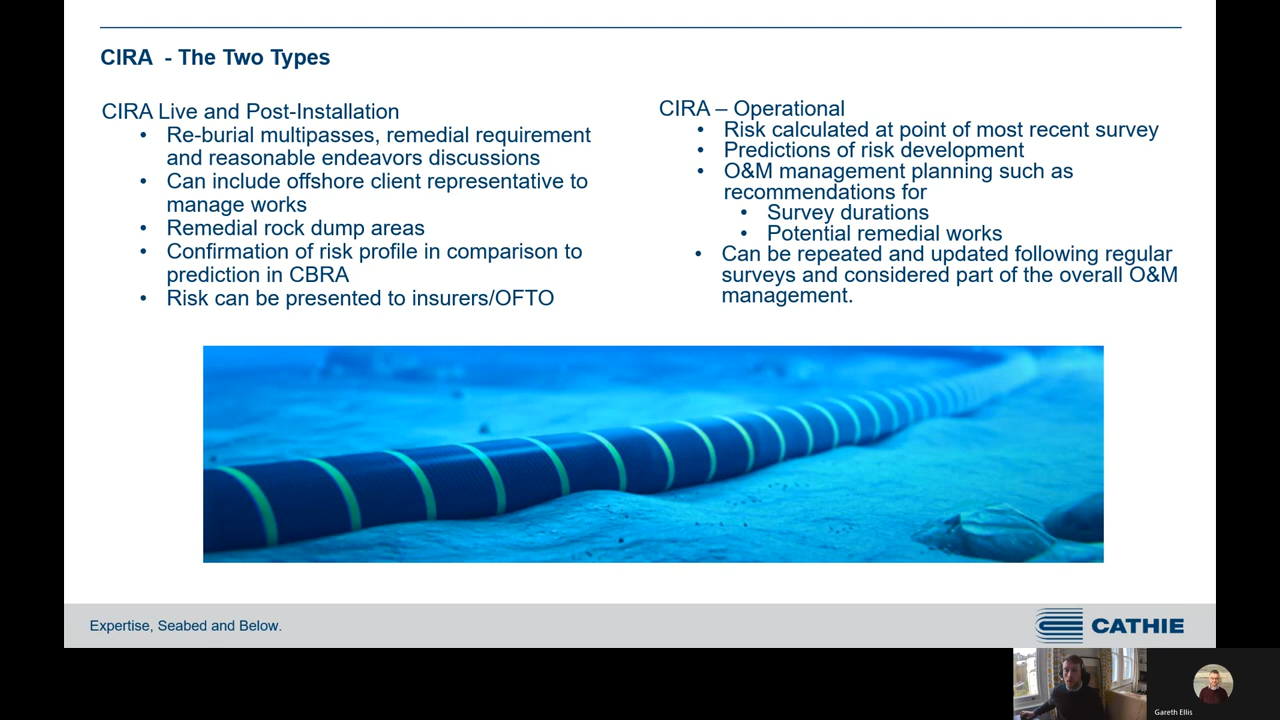 CIRA - The Two Types
CIRA Live and Post-Installation
• Re-burial multipasses, remedial requirement
and reasonable endeavors discussions
• Can include offshore client representative to
manage works
• Remedial rock dump areas
• Confirmation of risk profile in comparison to
prediction in CBRA
• Risk can be presented to insurers/OFTO
CIRA – Operational
• Risk calculated at point of most recent survey
• Predictions of risk development
• O&M management planning such as
recommendations for
• Survey durations
• Potential remedial works
• Can be repeated and updated following regular
surveys and considered part of the overall O&M
management.
Expertise, Seabed and Below.
CATHIE
Gareth Ellis